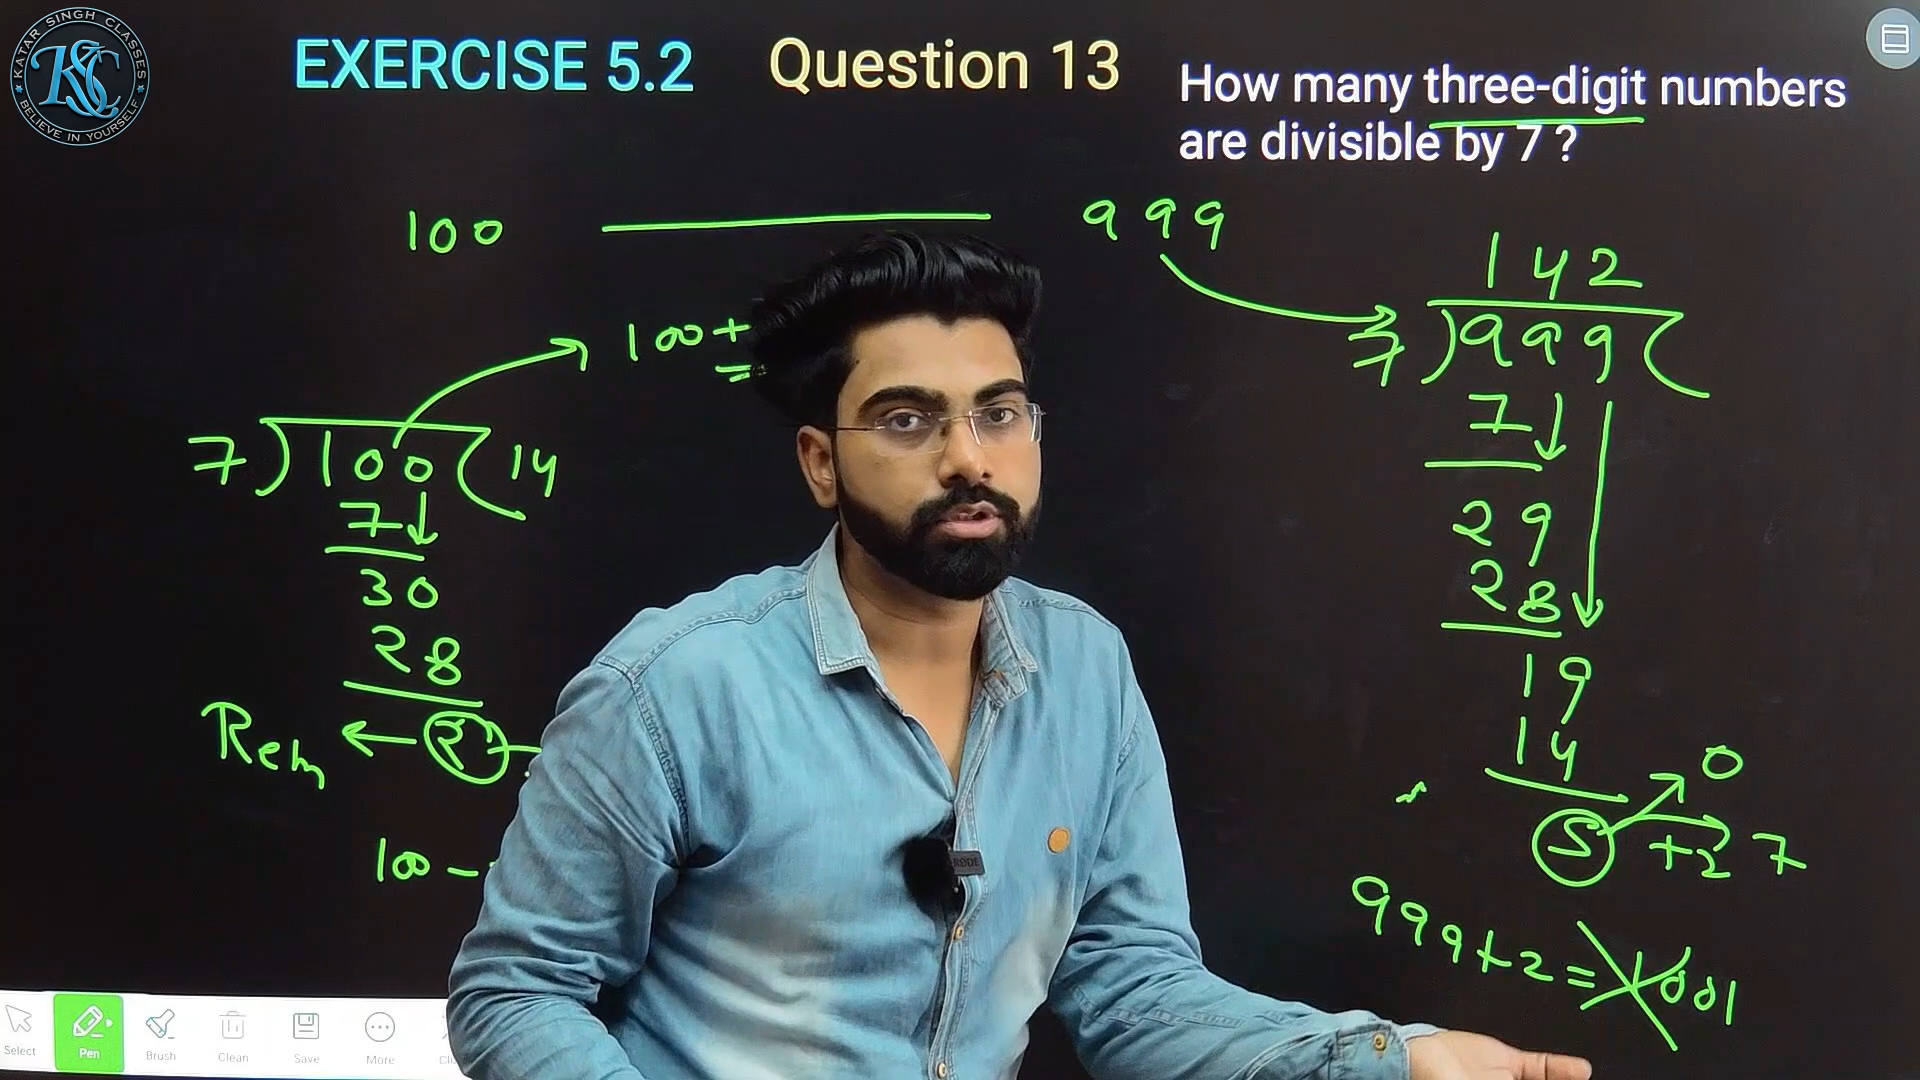 KATAR SINGH CLASSES
BELIEVE IN YOURSELF
KSC
EXERCISE 5.2 Question 13
How many three-digit numbers
are divisible by 7 ?
100 999
100+
=
7)100(14
7
30
28
Rem ← 2
100 -
142
7)999(
7
29
28
19
14
5 0
+2 7
999+2=1001
RODE
Select Pen Brush Clean Save More